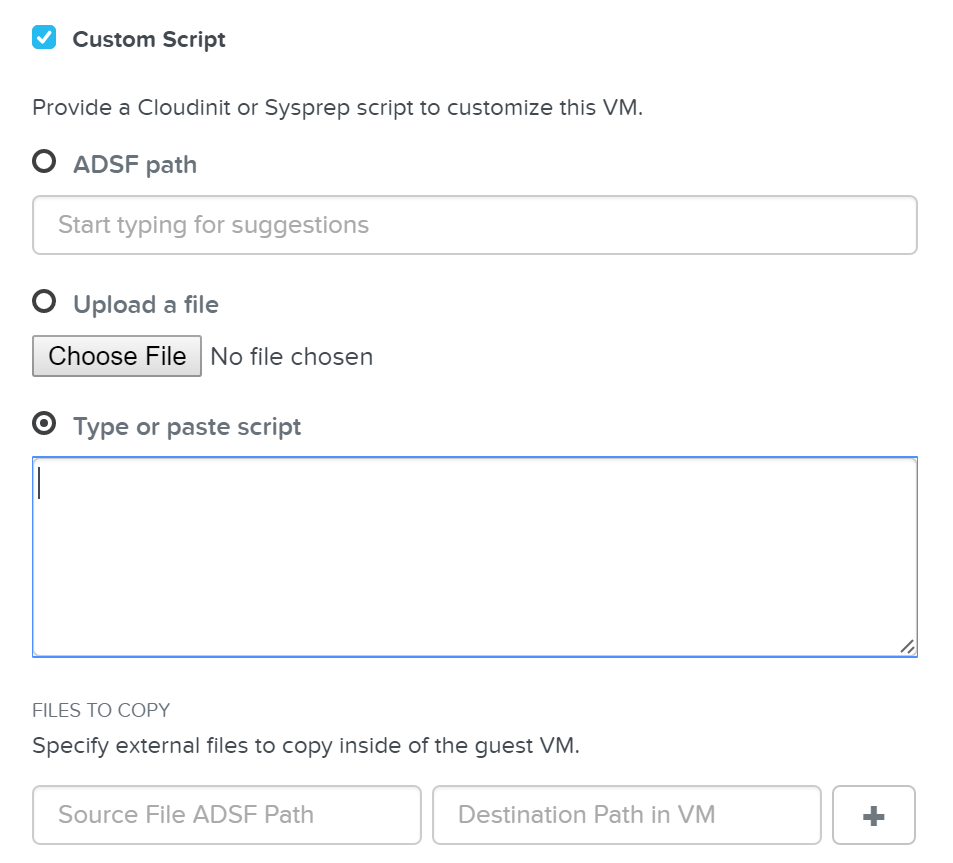 Custom Script
Provide a Cloudinit or Sysprep script to customize this VM.
ADSF path
Start typing for suggestions
Upload a file
Choose File No file chosen
Type or paste script
FILES TO COPY
Specify external files to copy inside of the guest VM.
Source File ADSF Path Destination Path in VM